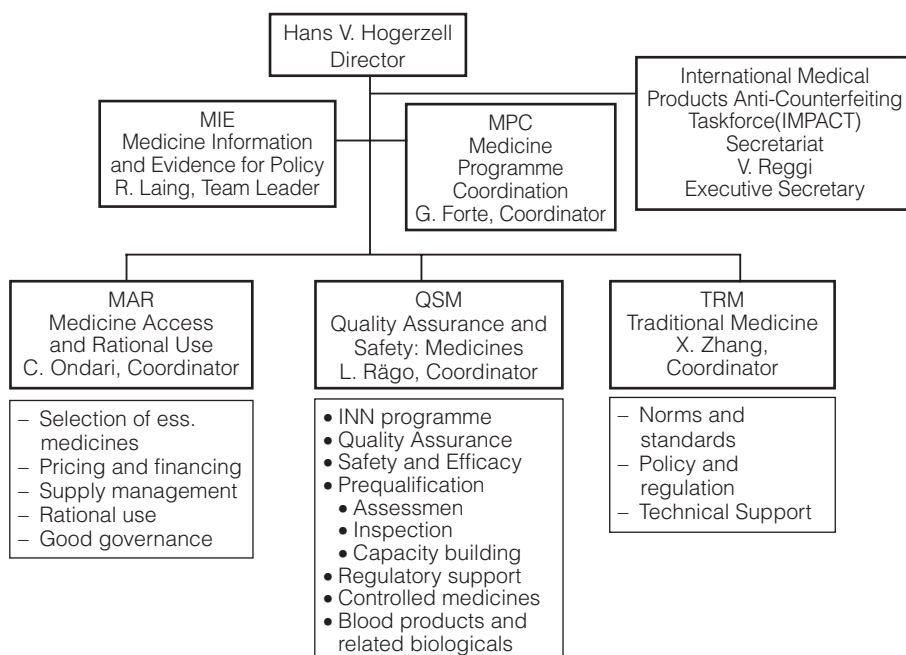 Hans V. Hogerzell
Director
International Medical
Products Anti-Counterfeiting
Taskforce(IMPACT)
Secretariat
V. Reggi
Executive Secretary
MIE
Medicine Information
and Evidence for Policy
R. Laing, Team Leader
MPC
Medicine
Programme
Coordination
G. Forte, Coordinator
MAR
Medicine Access
and Rational Use
C. Ondari, Coordinator
– Selection of ess.
medicines
– Pricing and financing
– Supply management
– Rational use
– Good governance
QSM
Quality Assurance and
Safety: Medicines
L. Rägo, Coordinator
• INN programme
• Quality Assurance
• Safety and Efficacy
• Prequalification
• Assessmen
• Inspection
• Capacity building
• Regulatory support
• Controlled medicines
• Blood products and
related biologicals
TRM
Traditional Medicine
X. Zhang,
Coordinator
– Norms and
standards
– Policy and
regulation
– Technical Support